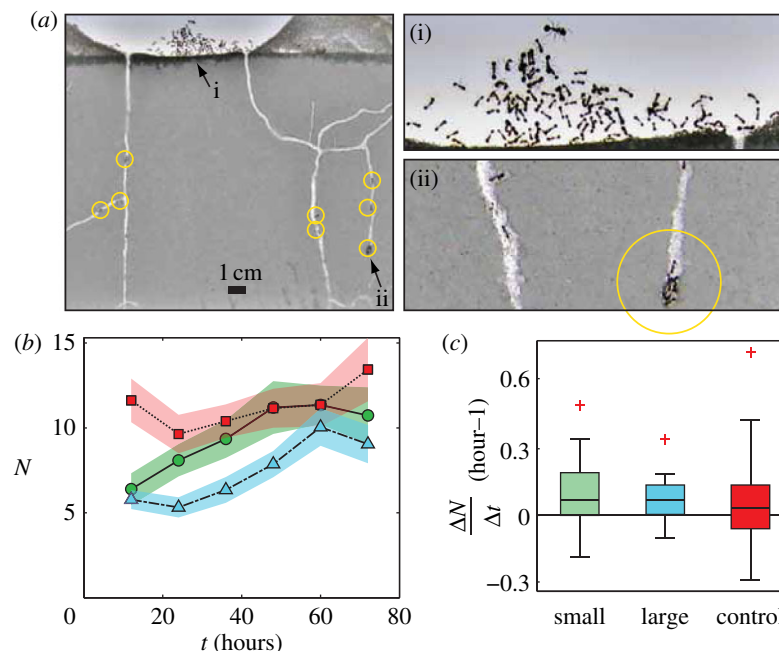 (a)
i
1 cm
ii
(i)
(ii)
(b)
15
10
5
N
0
20
40
60
80
t (hours)
(c)
0.6
0.3
0
−0.3
ΔN
Δt
(hour–1)
small
large
control